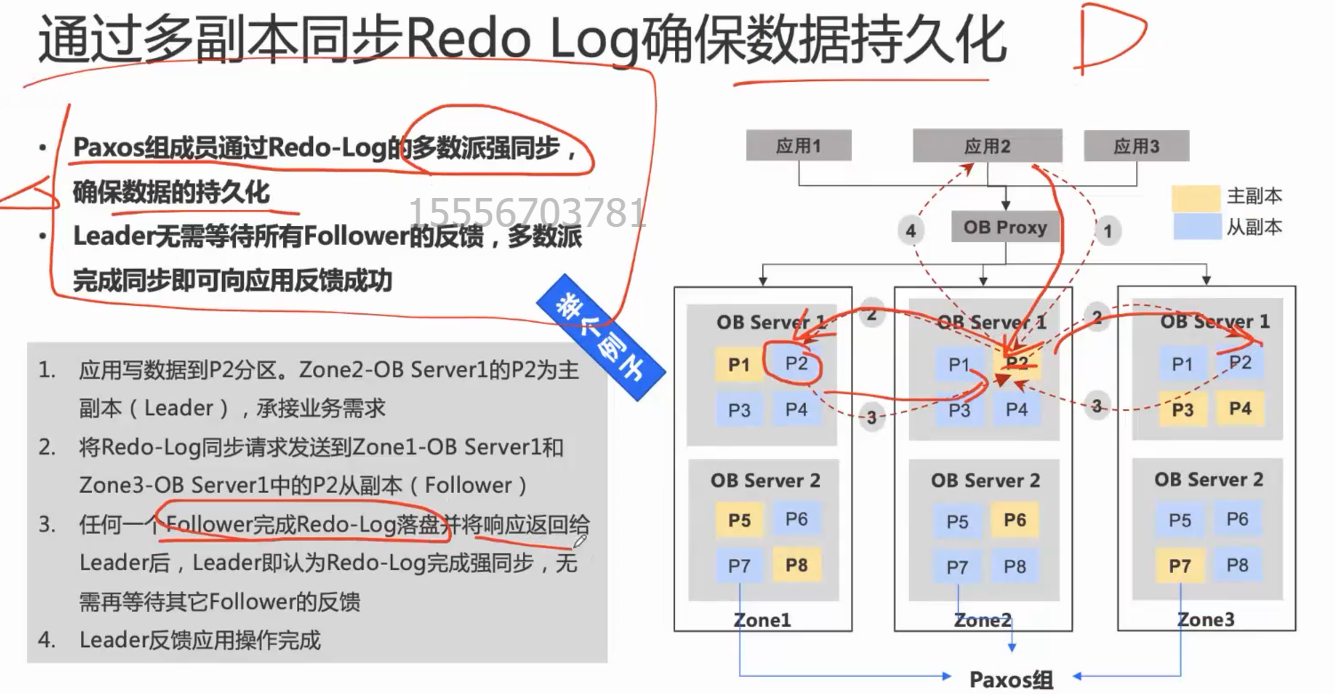 通过多副本同步Redo Log确保数据持久化
D
• Paxos组成员通过Redo-Log的多数派强同步，
确保数据的持久化
• Leader无需等待所有Follower的反馈，多数派
完成同步即可向应用反馈成功
15556703781
举个例子
1. 应用写数据到P2分区。Zone2-OB Server1的P2为主
副本（Leader），承接业务需求
2. 将Redo-Log同步请求发送到Zone1-OB Server1和
Zone3-OB Server1中的P2从副本（Follower）
3. 任何一个Follower完成Redo-Log落盘并将响应返回给
Leader后，Leader即认为Redo-Log完成强同步，无
需再等待其它Follower的反馈
4. Leader反馈应用操作完成
应用1
应用2
应用3
主副本
从副本
OB Proxy
4
1
2
2
3
3
OB Server 1
P1 P2
P3 P4
OB Server 2
P5 P6
P7 P8
Zone1
OB Server 1
P1 P2
P3 P4
OB Server 2
P5 P6
P7 P8
Zone2
OB Server 1
P1 P2
P3 P4
OB Server 2
P5 P6
P7 P8
Zone3
Paxos组